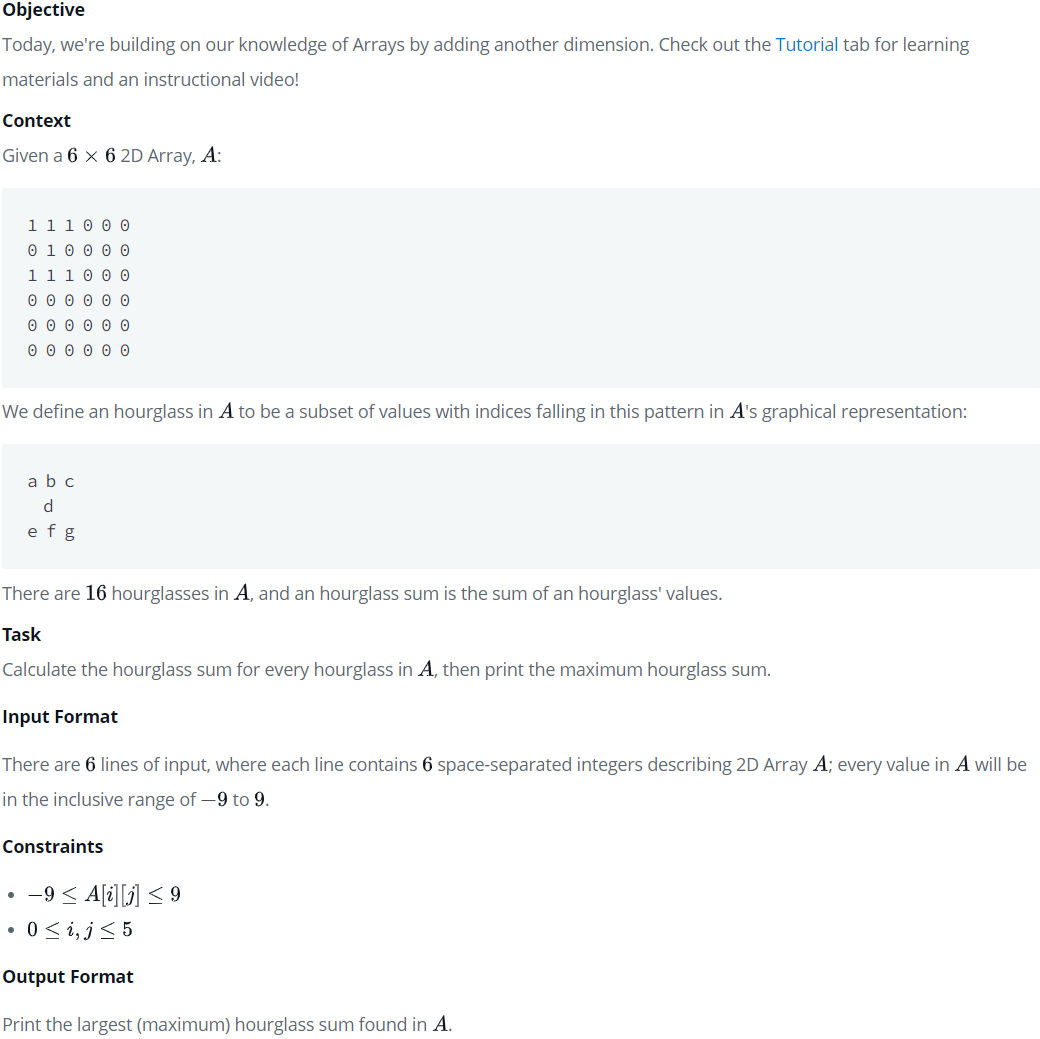 Objective
Today, we're building on our knowledge of Arrays by adding another dimension. Check out the Tutorial tab for learning
materials and an instructional video!
Context
Given a 6 × 6 2D Array, A:
1 1 1 0 0 0
0 1 0 0 0 0
1 1 1 0 0 0
0 0 0 0 0 0
0 0 0 0 0 0
0 0 0 0 0 0
We define an hourglass in A to be a subset of values with indices falling in this pattern in A's graphical representation:
a b c
d
e f g
There are 16 hourglasses in A, and an hourglass sum is the sum of an hourglass' values.
Task
Calculate the hourglass sum for every hourglass in A, then print the maximum hourglass sum.
Input Format
There are 6 lines of input, where each line contains 6 space-separated integers describing 2D Array A; every value in A will be
in the inclusive range of −9 to 9.
Constraints
• −9 ≤ A[i][j] ≤ 9
• 0 ≤ i, j ≤ 5
Output Format
Print the largest (maximum) hourglass sum found in A.